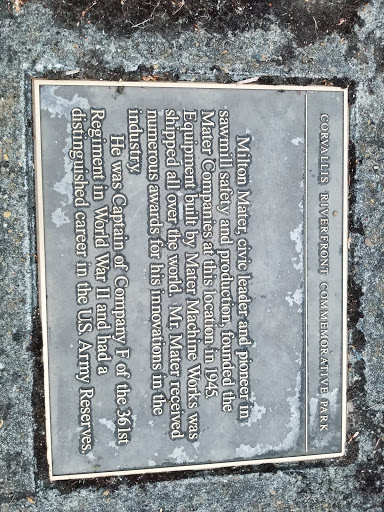 CORVALLIS RIVERFRONT COMMEMORATIVE PARK
Milton Mater, civic leader and pioneer in
sawmill safety and production, founded the
Mater Companies at this location in 1945.
Equipment built by Mater Machine Works was
shipped all over the world. Mr. Mater received
numerous awards for his innovations in the
industry.
He was Captain of Company F of the 361st
Regiment in World War II and had a
distinguished career in the U.S. Army Reserves.